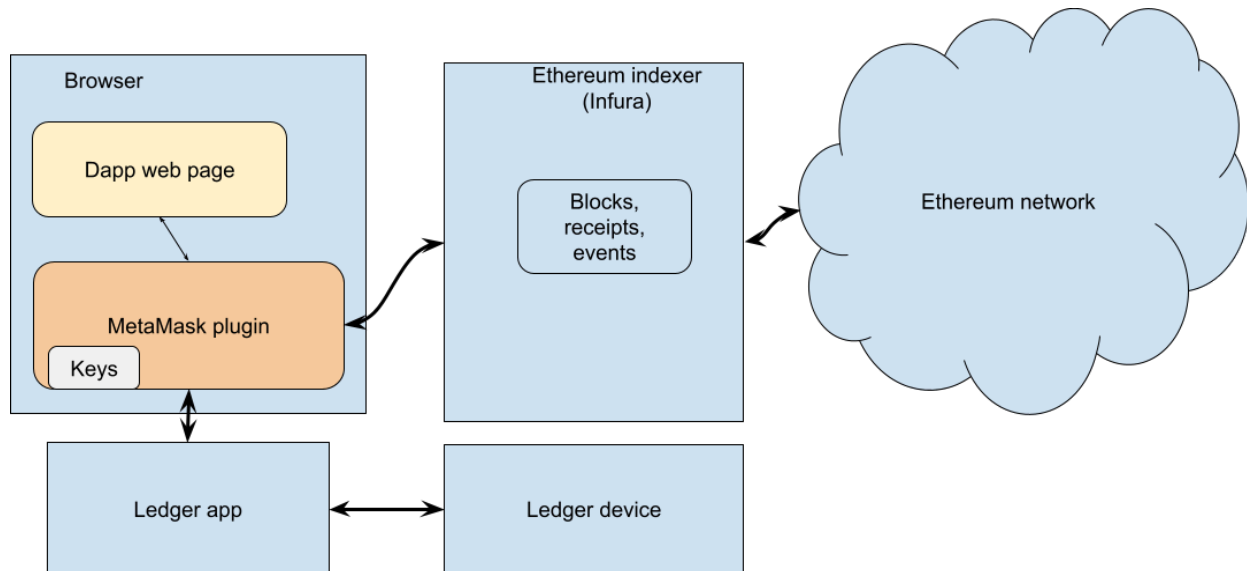 Browser
Dapp web page
MetaMask plugin
Keys
Ethereum indexer
(Infura)
Blocks,
receipts,
events
Ethereum network
Ledger app
Ledger device